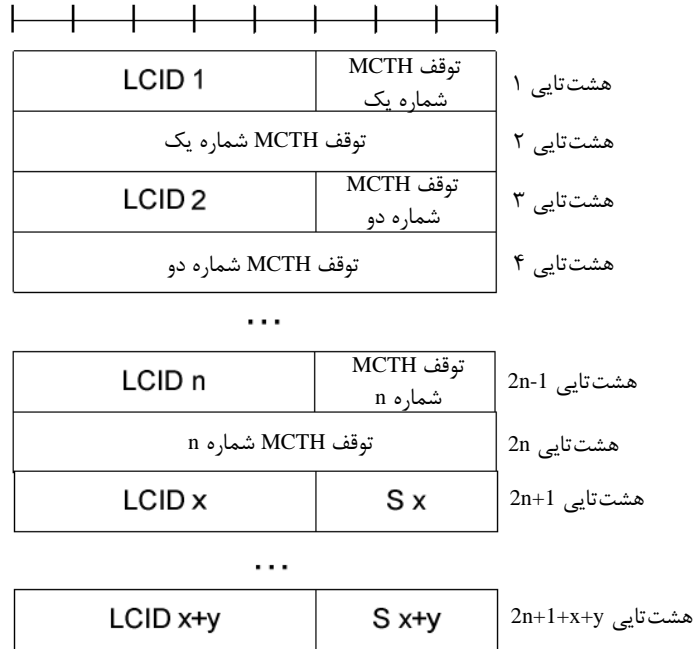 LCID 1
توقف MCTH
شماره یک
هشت‌تایی ۱
توقف MCTH شماره یک
هشت‌تایی ۲
LCID 2
توقف MCTH
شماره دو
هشت‌تایی ۳
توقف MCTH شماره دو
هشت‌تایی ۴
...
LCID n
توقف MCTH
شماره n
هشت‌تایی 2n-1
توقف MCTH شماره n
هشت‌تایی 2n
LCID x
S x
هشت‌تایی 2n+1
...
LCID x+y
S x+y
هشت‌تایی 2n+1+x+y